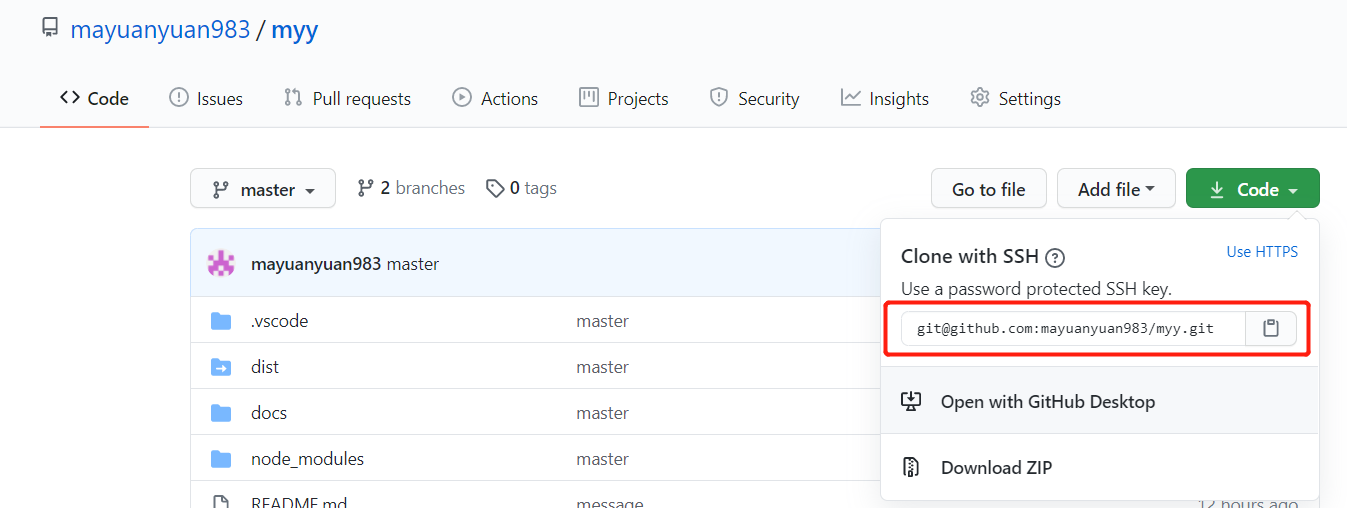 mayuanyuan983 / myy
Code Issues Pull requests Actions Projects Security Insights Settings
master 2 branches 0 tags Go to file Add file Code
mayuanyuan983 master
Clone with SSH ? Use HTTPS
Use a password protected SSH key.
.vscode master
git@github.com:mayuanyuan983/myy.git
dist master
docs master
Open with GitHub Desktop
node_modules master
Download ZIP
README.md message 12 hours ago